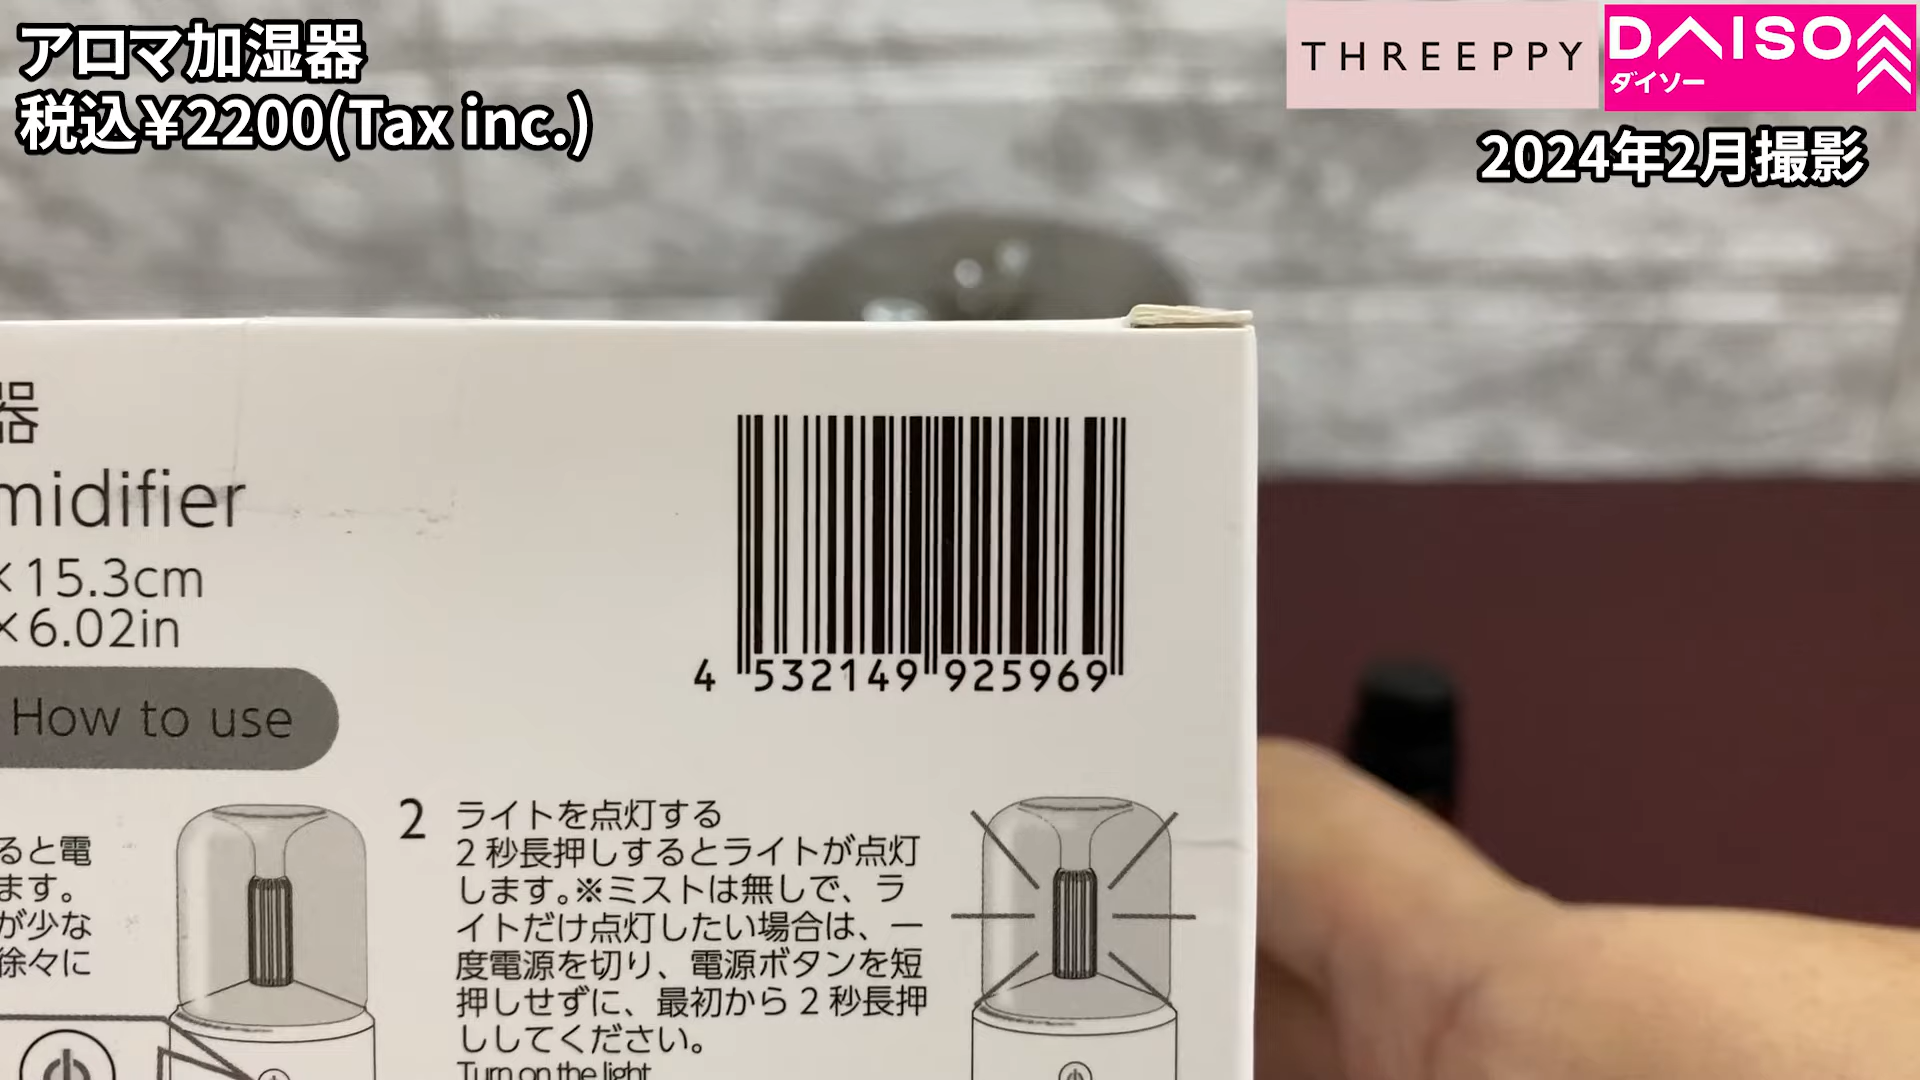 アロマ加湿器
税込¥2200(Tax inc.)
THREEPPY
DAISO
ダイソー
2024年2月撮影
器
midifier
×15.3cm
×6.02in
How to use
4 532149 925969
ると電
ます。
が少な
徐々に
2 ライトを点灯する
2 秒長押しするとライトが点灯
します。※ミストは無しで、ラ
イトだけ点灯したい場合は、一
度電源を切り、電源ボタンを短
押しせずに、最初から 2 秒長押
ししてください。
Turn on the light